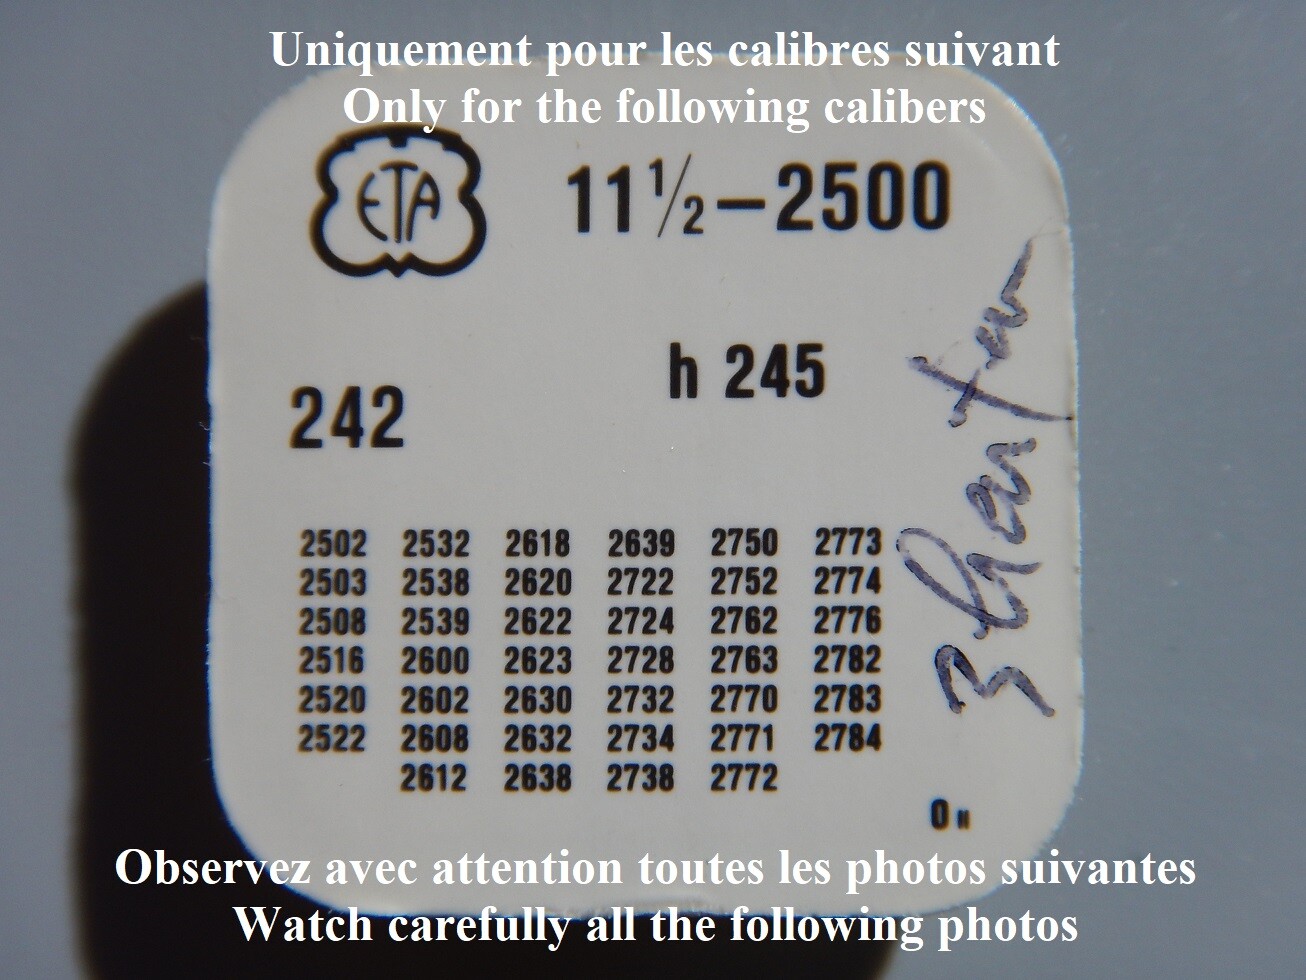 Uniquement pour les calibres suivant
Only for the following calibers
ETA 11 1/2 – 2500
h 245
242
2502 2532 2618 2639 2750 2773
2503 2538 2620 2722 2752 2774
2508 2539 2622 2724 2762 2776
2516 2600 2623 2728 2763 2782
2520 2602 2630 2732 2770 2783
2522 2608 2632 2734 2771 2784
2612 2638 2738 2772
3
Observez avec attention toutes les photos suivantes
Watch carefully all the following photos